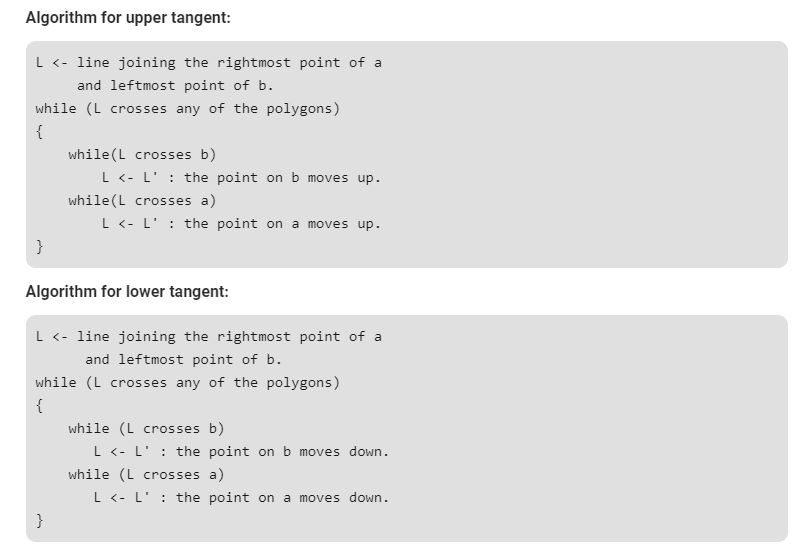 Algorithm for upper tangent:
L <- line joining the rightmost point of a
     and leftmost point of b.
while (L crosses any of the polygons)
{
    while(L crosses b)
        L <- L' : the point on b moves up.
    while(L crosses a)
        L <- L' : the point on a moves up.
}
Algorithm for lower tangent:
L <- line joining the rightmost point of a
      and leftmost point of b.
while (L crosses any of the polygons)
{
    while (L crosses b)
       L <- L' : the point on b moves down.
    while (L crosses a)
       L <- L' : the point on a moves down.
}